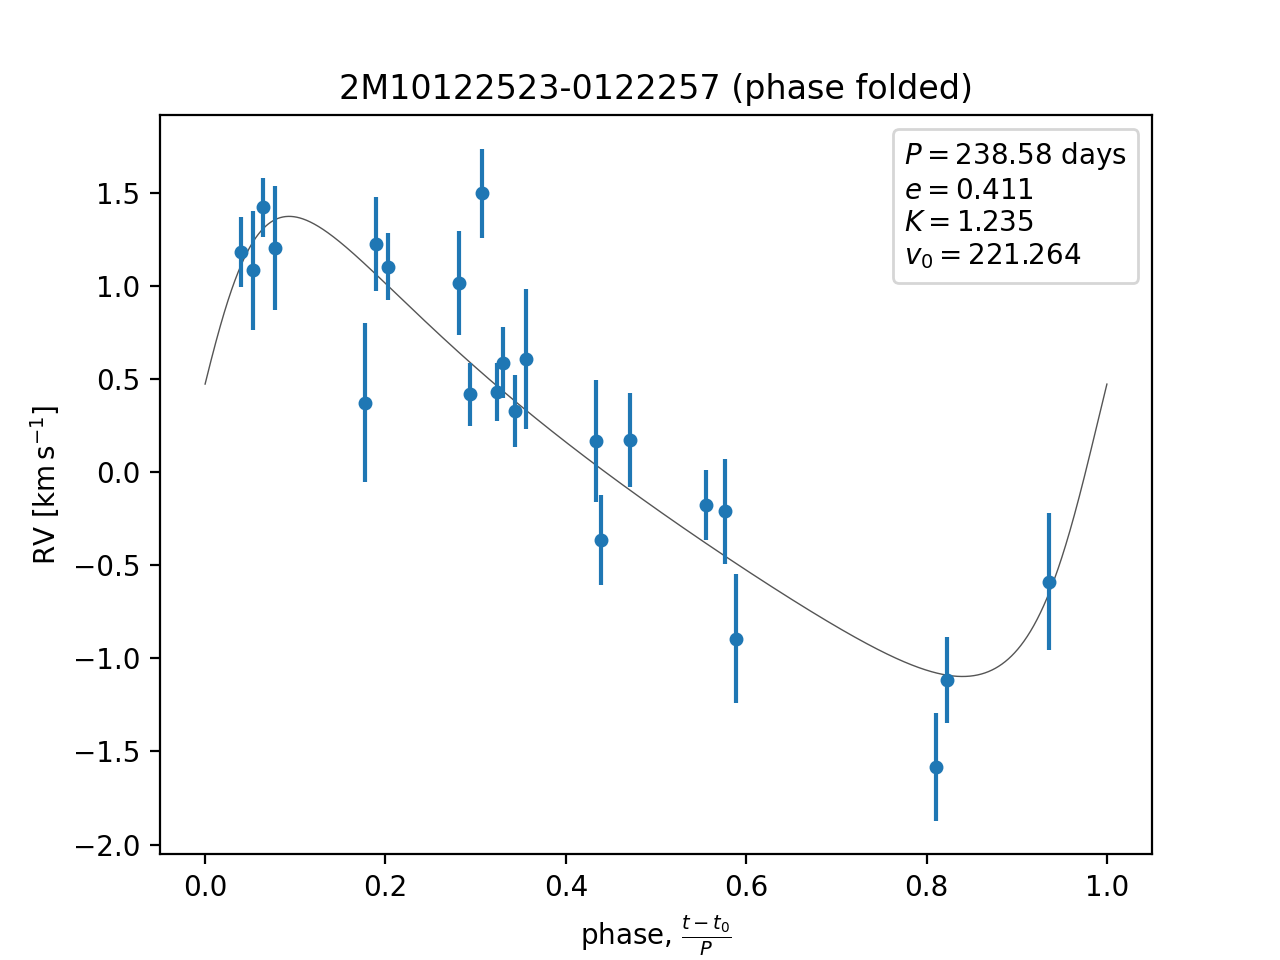 2M10122523-0122257 (phase folded)
P = 238.58 days
e = 0.411
K = 1.235
v₀ = 221.264
RV [km s⁻¹]
1.5
1.0
0.5
0.0
−0.5
−1.0
−1.5
−2.0
0.0 0.2 0.4 0.6 0.8 1.0
phase, (t − t₀)/P